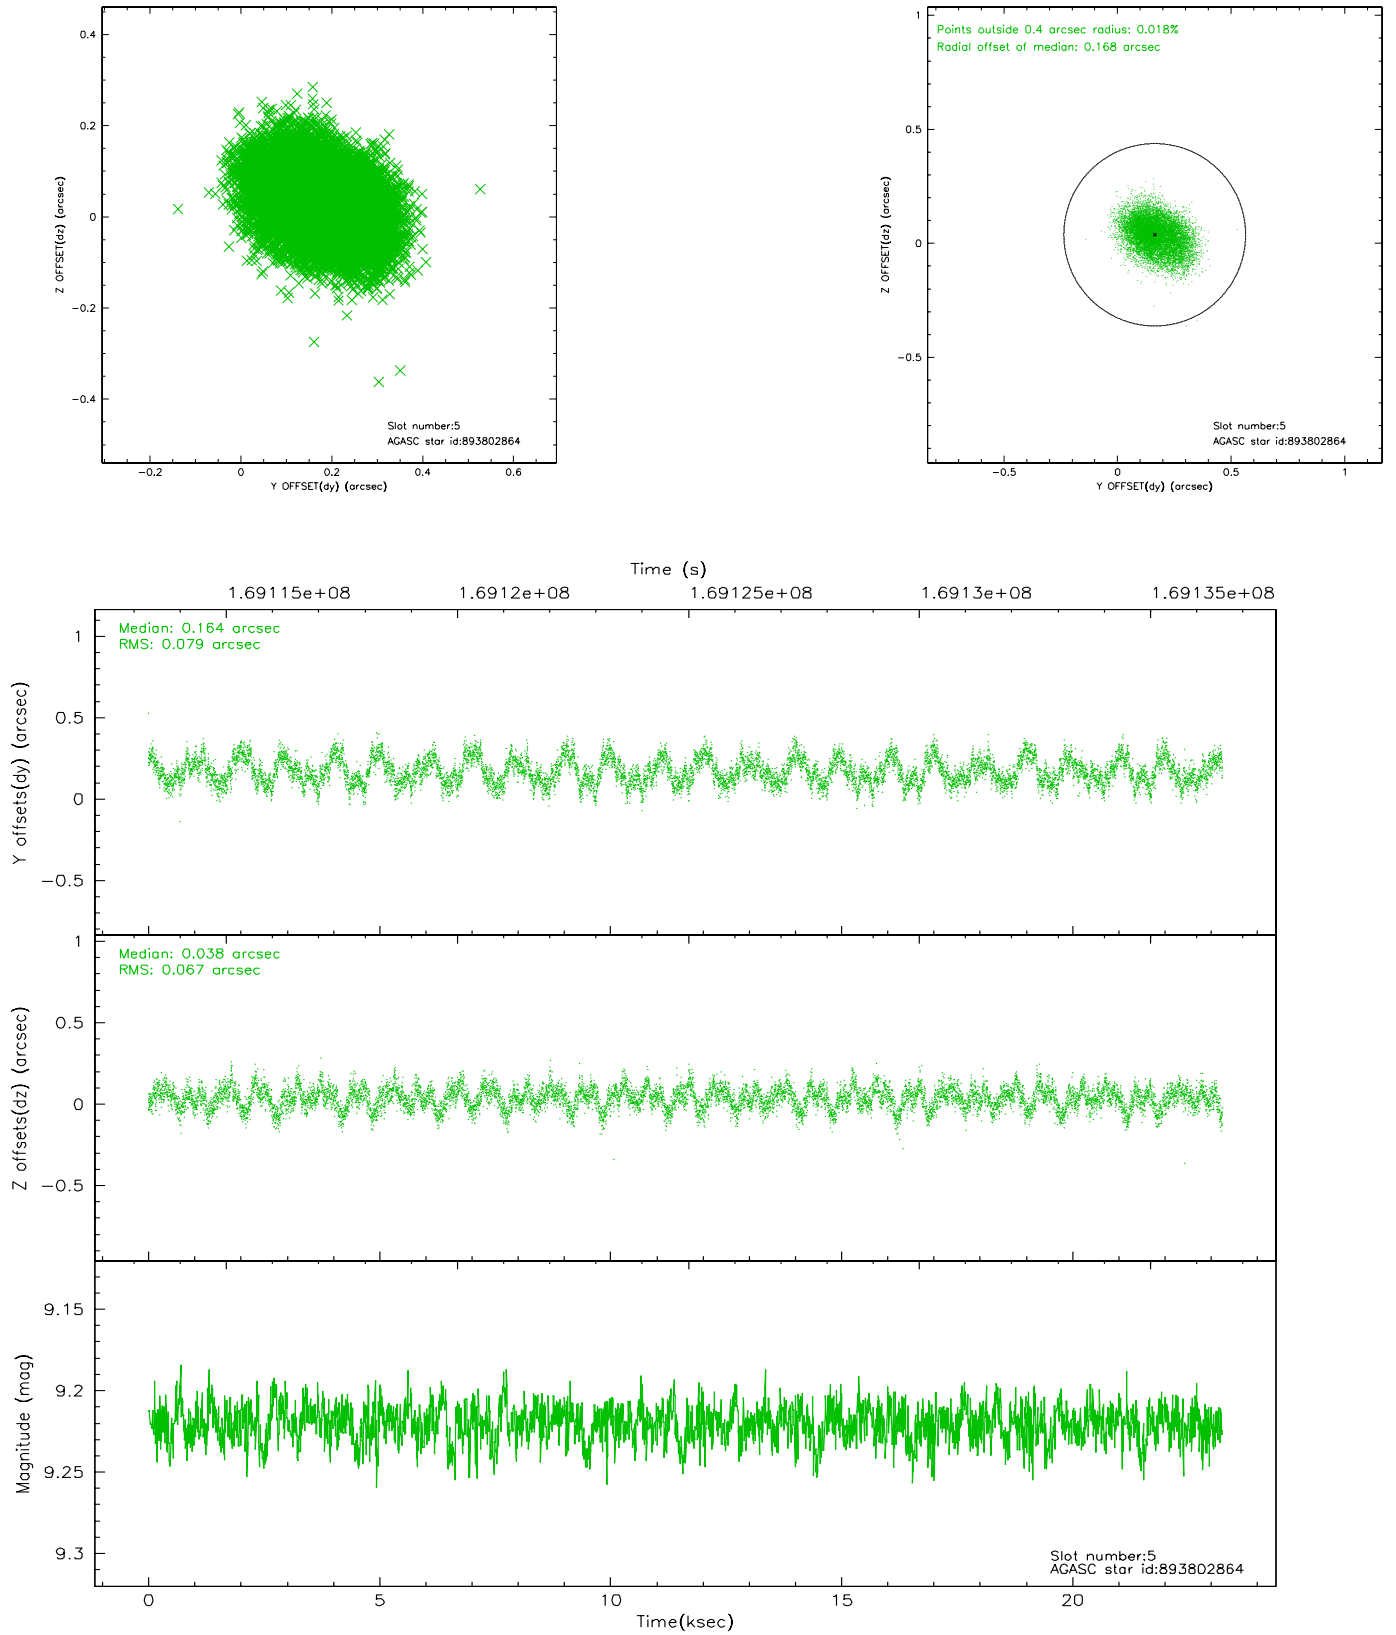 0.4
0.2
0
−0.2
−0.4
Z OFFSET(dz) (arcsec)
−0.2 0 0.2 0.4 0.6
Y OFFSET(dy) (arcsec)
Slot number:5
AGASC star id:893802864
Points outside 0.4 arcsec radius: 0.018%
Radial offset of median: 0.168 arcsec
1
0.5
0
−0.5
Z OFFSET(dz) (arcsec)
−0.5 0 0.5 1
Y OFFSET(dy) (arcsec)
Slot number:5
AGASC star id:893802864
Time (s)
1.69115e+08 1.6912e+08 1.69125e+08 1.6913e+08 1.69135e+08
Median: 0.164 arcsec
RMS: 0.079 arcsec
1
0.5
0
−0.5
Y offsets(dy) (arcsec)
Median: 0.038 arcsec
RMS: 0.067 arcsec
1
0.5
0
−0.5
Z offsets(dz) (arcsec)
9.15
9.2
9.25
9.3
Magnitude (mag)
Slot number:5
AGASC star id:893802864
0 5 10 15 20
Time(ksec)